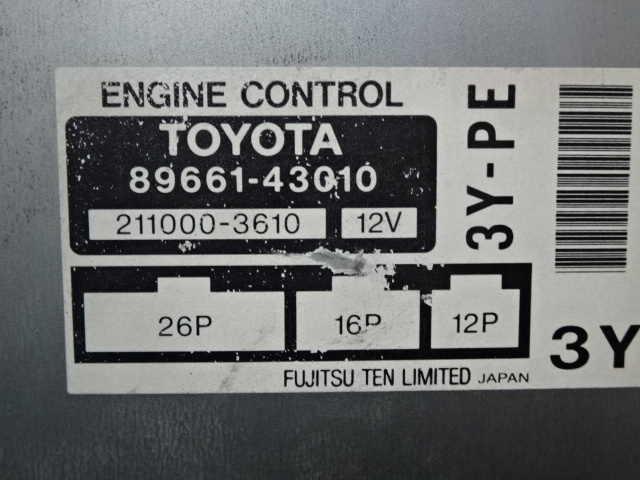 ENGINE CONTROL
TOYOTA
89661-43010
211000-3610 12V
3Y-PE
26P 16P 12P
3Y
FUJITSU TEN LIMITED JAPAN